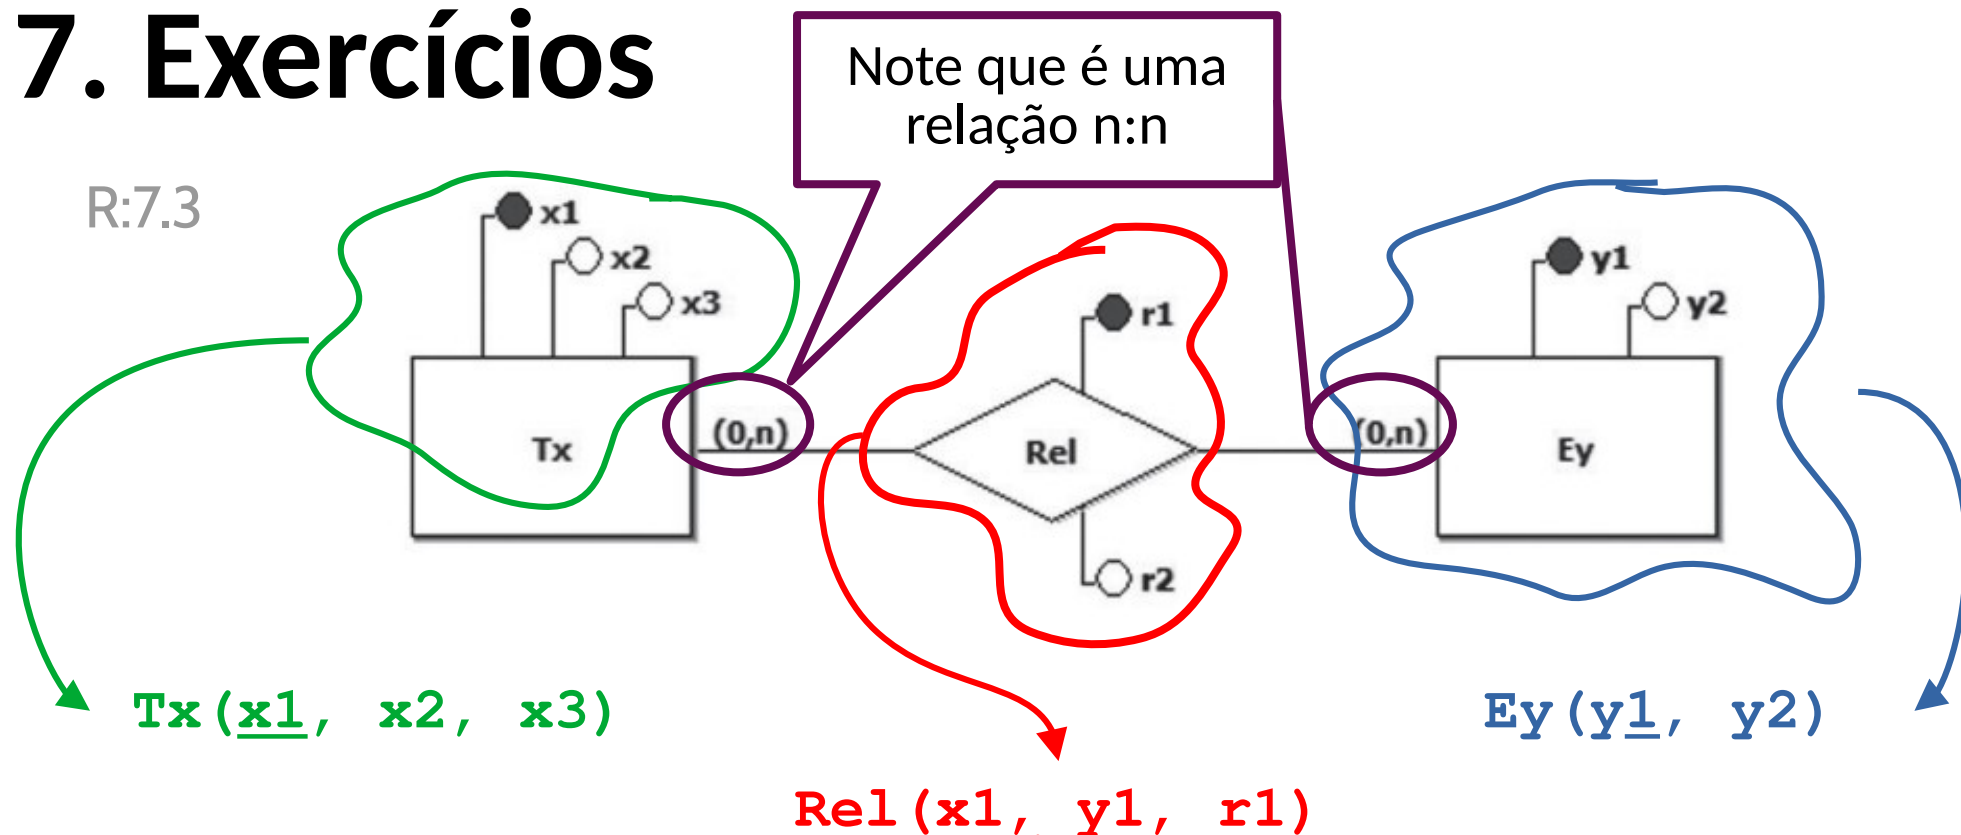 7. Exercícios
Note que é uma
relação n:n
R:7.3
x1
x2
x3
r1
y1
y2
(0,n)
(0,n)
Tx
Rel
Ey
r2
Tx(x1, x2, x3)
Ey(y1, y2)
Rel(x1, y1, r1)